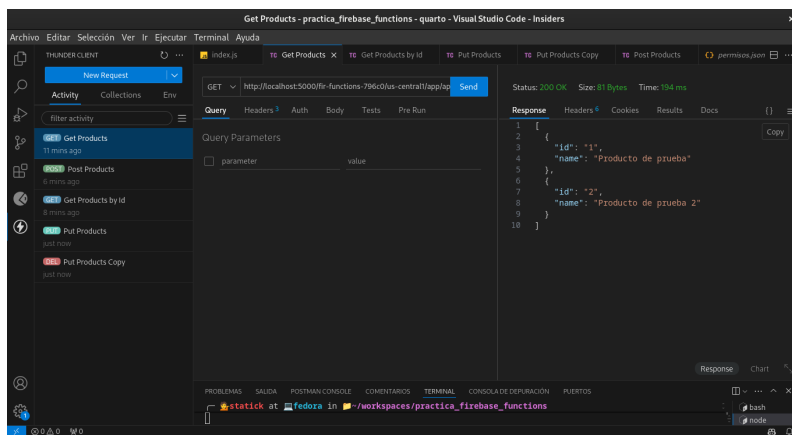 Get Products - practica_firebase_functions - quarto - Visual Studio Code - Insiders
Archivo Editar Selección Ver Ir Ejecutar Terminal Ayuda
THUNDER CLIENT
index.js
TC Get Products
TC Get Products by Id
TC Put Products
TC Put Products Copy
TC Post Products
permisos.json
New Request
Activity Collections Env
filter activity
GET Get Products
11 mins ago
POST Post Products
6 mins ago
GET Get Products by Id
8 mins ago
PUT Put Products
just now
DEL Put Products Copy
just now
GET http://localhost:5000/fir-functions-796c0/us-central1/app/ap Send
Query Headers 3 Auth Body Tests Pre Run
Query Parameters
parameter value
Status: 200 OK Size: 81 Bytes Time: 194 ms
Response Headers 6 Cookies Results Docs {}
Copy
1 [
2 {
3 "id": "1",
4 "name": "Producto de prueba"
5 },
6 {
7 "id": "2",
8 "name": "Producto de prueba 2"
9 }
10 ]
Response Chart
PROBLEMAS SALIDA POSTMAN CONSOLE COMENTARIOS TERMINAL CONSOLA DE DEPURACIÓN PUERTOS
statick at fedora in ~/workspaces/practica_firebase_functions
bash
node
1
0 0 0